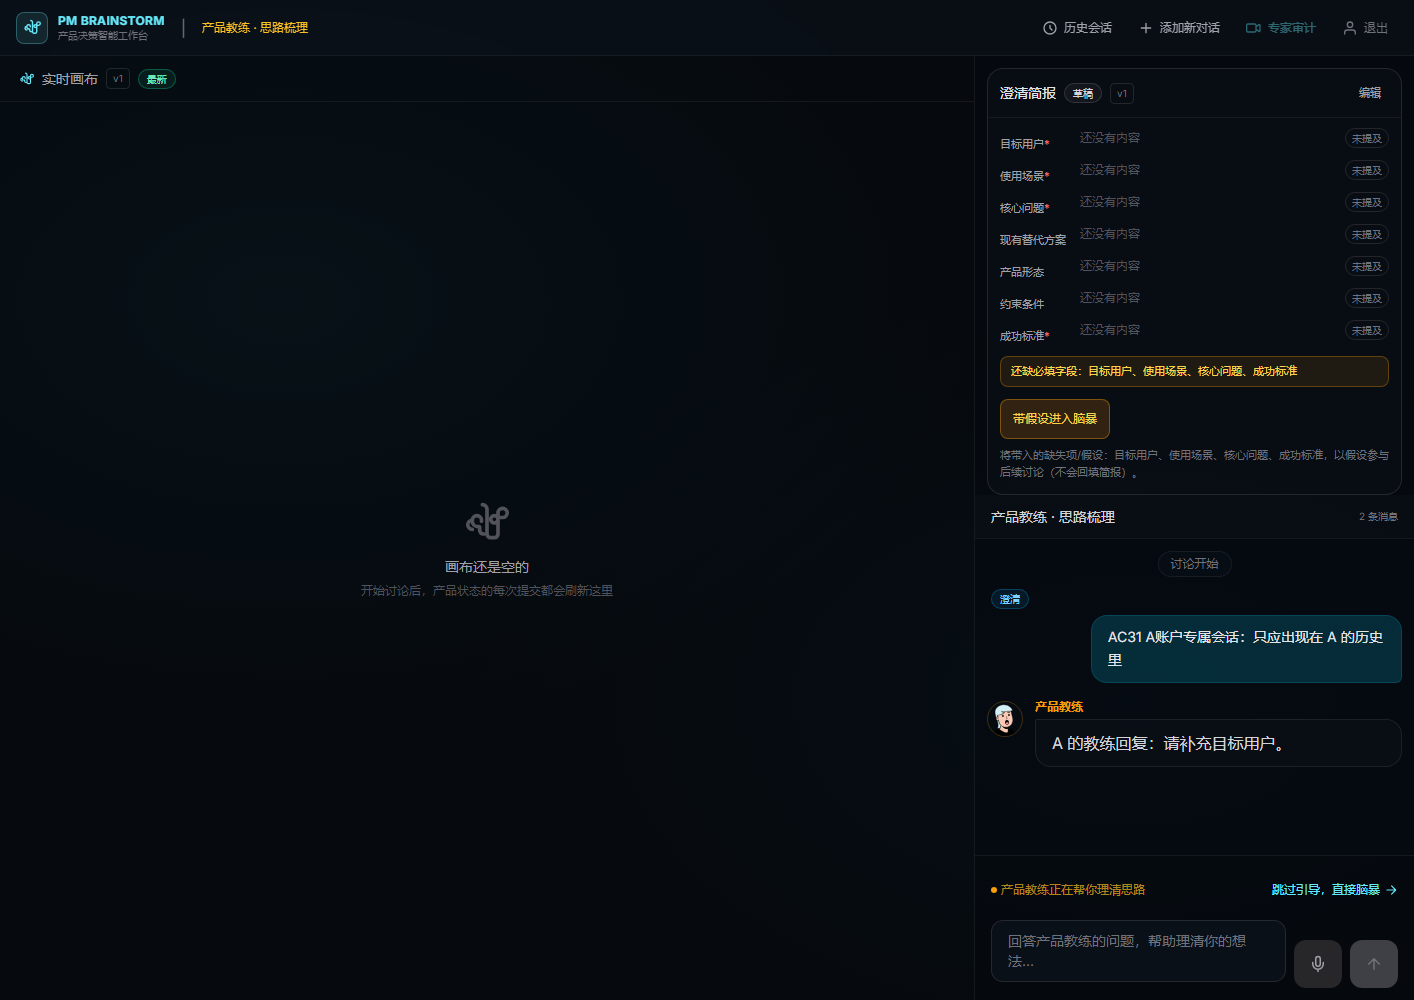 PM BRAINSTORM
产品决策智能工作台
产品教练 · 思路梳理
历史会话
添加新对话
专家审计
退出
实时画布
v1
最新
画布还是空的
开始讨论后，产品状态的每次提交都会刷新这里
澄清简报
草稿
v1
编辑
目标用户* 还没有内容 未提及
使用场景* 还没有内容 未提及
核心问题* 还没有内容 未提及
现有替代方案 还没有内容 未提及
产品形态 还没有内容 未提及
约束条件 还没有内容 未提及
成功标准* 还没有内容 未提及
还缺必填字段：目标用户、使用场景、核心问题、成功标准
带假设进入脑暴
将带入的缺失项/假设：目标用户、使用场景、核心问题、成功标准，以假设参与
后续讨论（不会回填简报）。
产品教练 · 思路梳理
2 条消息
讨论开始
澄清
AC31 A账户专属会话：只应出现在 A 的历史
里
产品教练
A 的教练回复：请补充目标用户。
产品教练正在帮你理清思路
跳过引导，直接脑暴 →
回答产品教练的问题，帮助理清你的想
法...